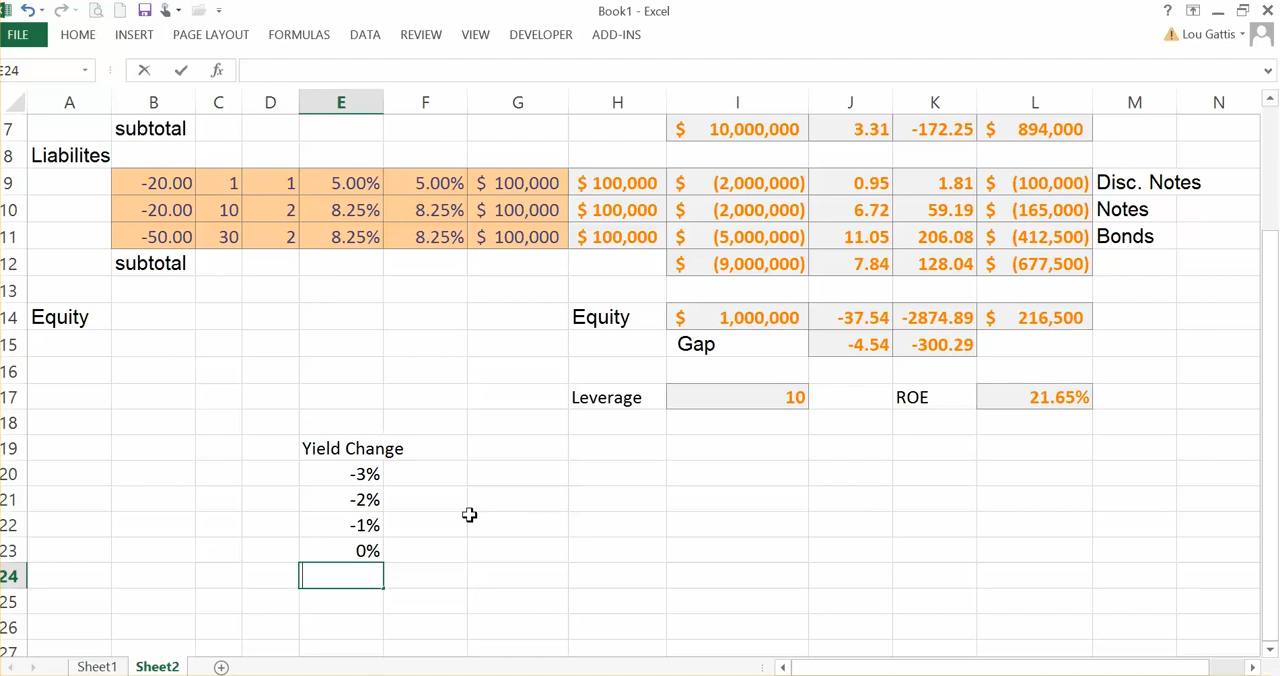 Book1 - Excel
?
FILE HOME INSERT PAGE LAYOUT FORMULAS DATA REVIEW VIEW DEVELOPER ADD-INS Lou Gattis
E24 fx
A B C D E F G H I J K L M N
7 subtotal $ 10,000,000 3.31 -172.25 $ 894,000
8 Liabilites
9 -20.00 1 1 5.00% 5.00% $ 100,000 $ 100,000 $ (2,000,000) 0.95 1.81 $ (100,000) Disc. Notes
10 -20.00 10 2 8.25% 8.25% $ 100,000 $ 100,000 $ (2,000,000) 6.72 59.19 $ (165,000) Notes
11 -50.00 30 2 8.25% 8.25% $ 100,000 $ 100,000 $ (5,000,000) 11.05 206.08 $ (412,500) Bonds
12 subtotal $ (9,000,000) 7.84 128.04 $ (677,500)
13
14 Equity Equity $ 1,000,000 -37.54 -2874.89 $ 216,500
15 Gap -4.54 -300.29
16
17 Leverage 10 ROE 21.65%
18
19 Yield Change
20 -3%
21 -2%
22 -1%
23 0%
24
25
26
27
Sheet1 Sheet2